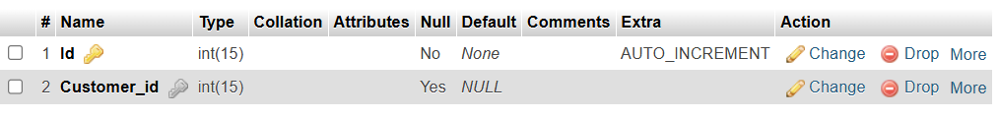 # Name Type Collation Attributes Null Default Comments Extra Action
1 Id int(15) No None AUTO_INCREMENT Change Drop More
2 Customer_id int(15) Yes NULL Change Drop More